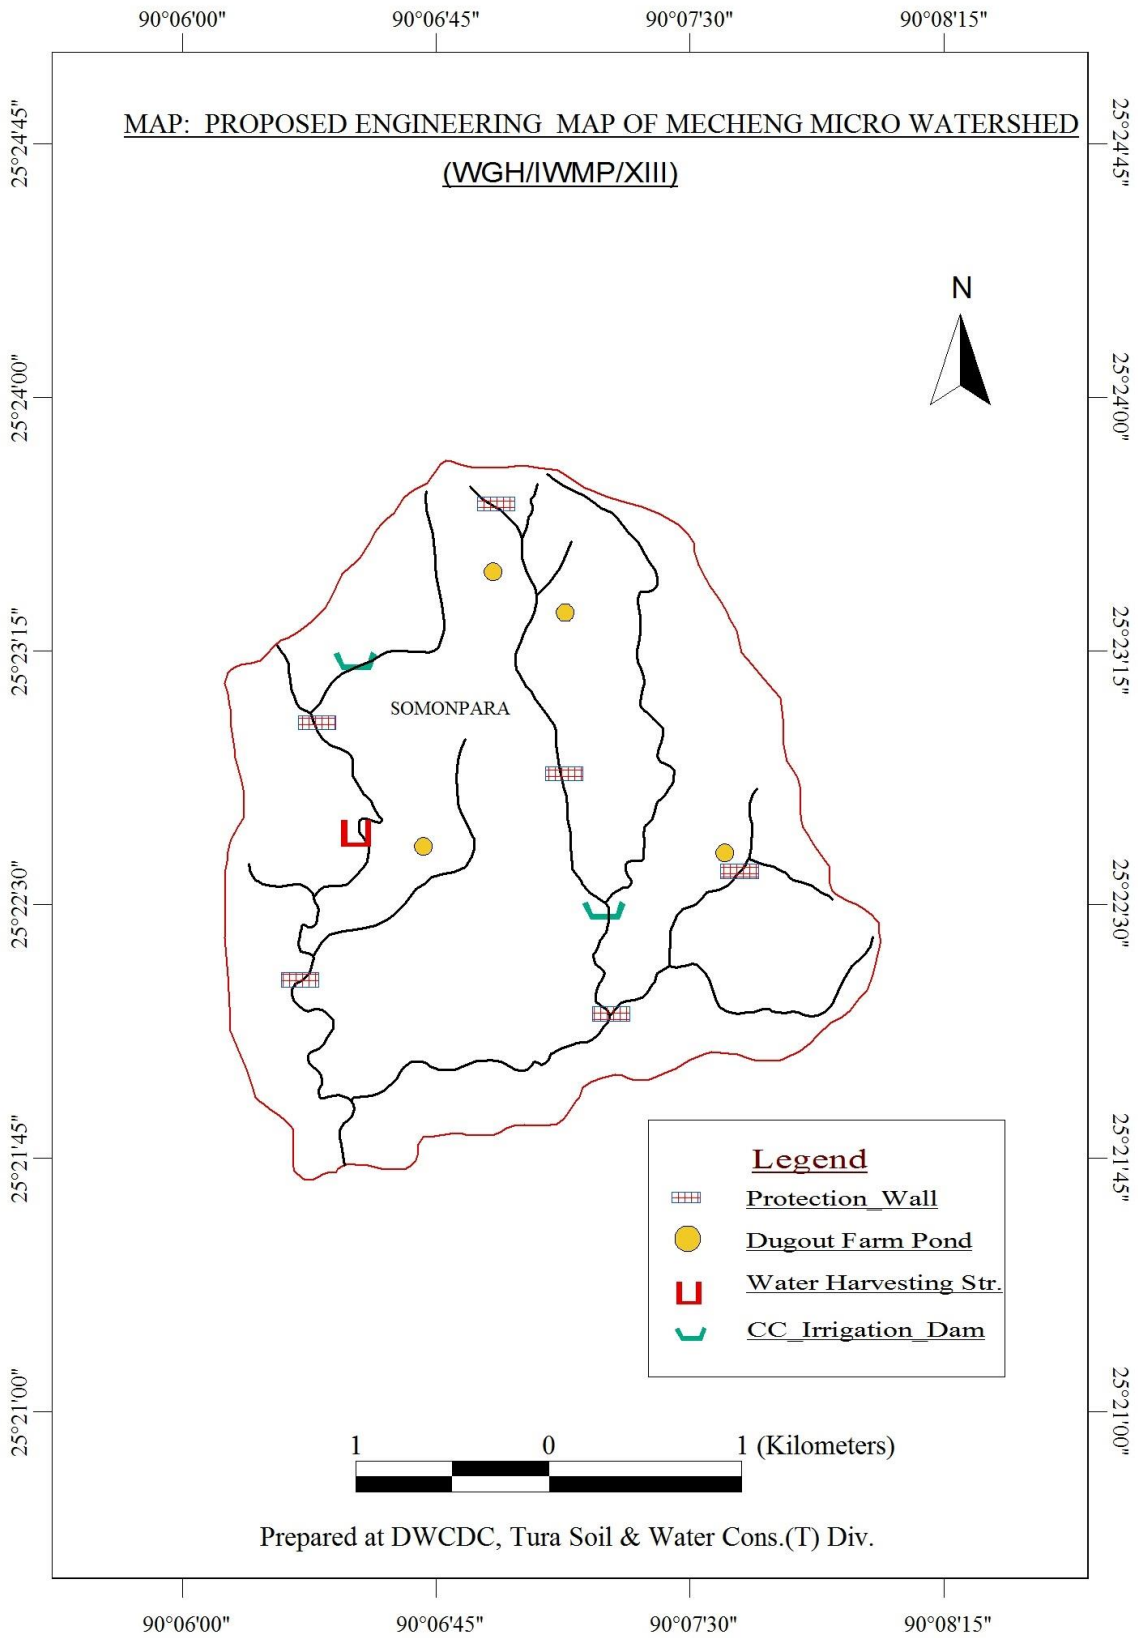 90°06'00" 90°06'45" 90°07'30" 90°08'15"
MAP: PROPOSED ENGINEERING MAP OF MECHENG MICRO WATERSHED
(WGH/IWMP/XIII)
25°24'45" 25°24'45"
N
25°24'00" 25°24'00"
25°23'15" 25°23'15"
SOMONPARA
25°22'30" 25°22'30"
25°21'45" 25°21'45"
Legend
Protection_Wall
Dugout Farm Pond
Water Harvesting Str.
CC_Irrigation_Dam
25°21'00" 25°21'00"
1 0 1 (Kilometers)
Prepared at DWCDC, Tura Soil & Water Cons.(T) Div.
90°06'00" 90°06'45" 90°07'30" 90°08'15"